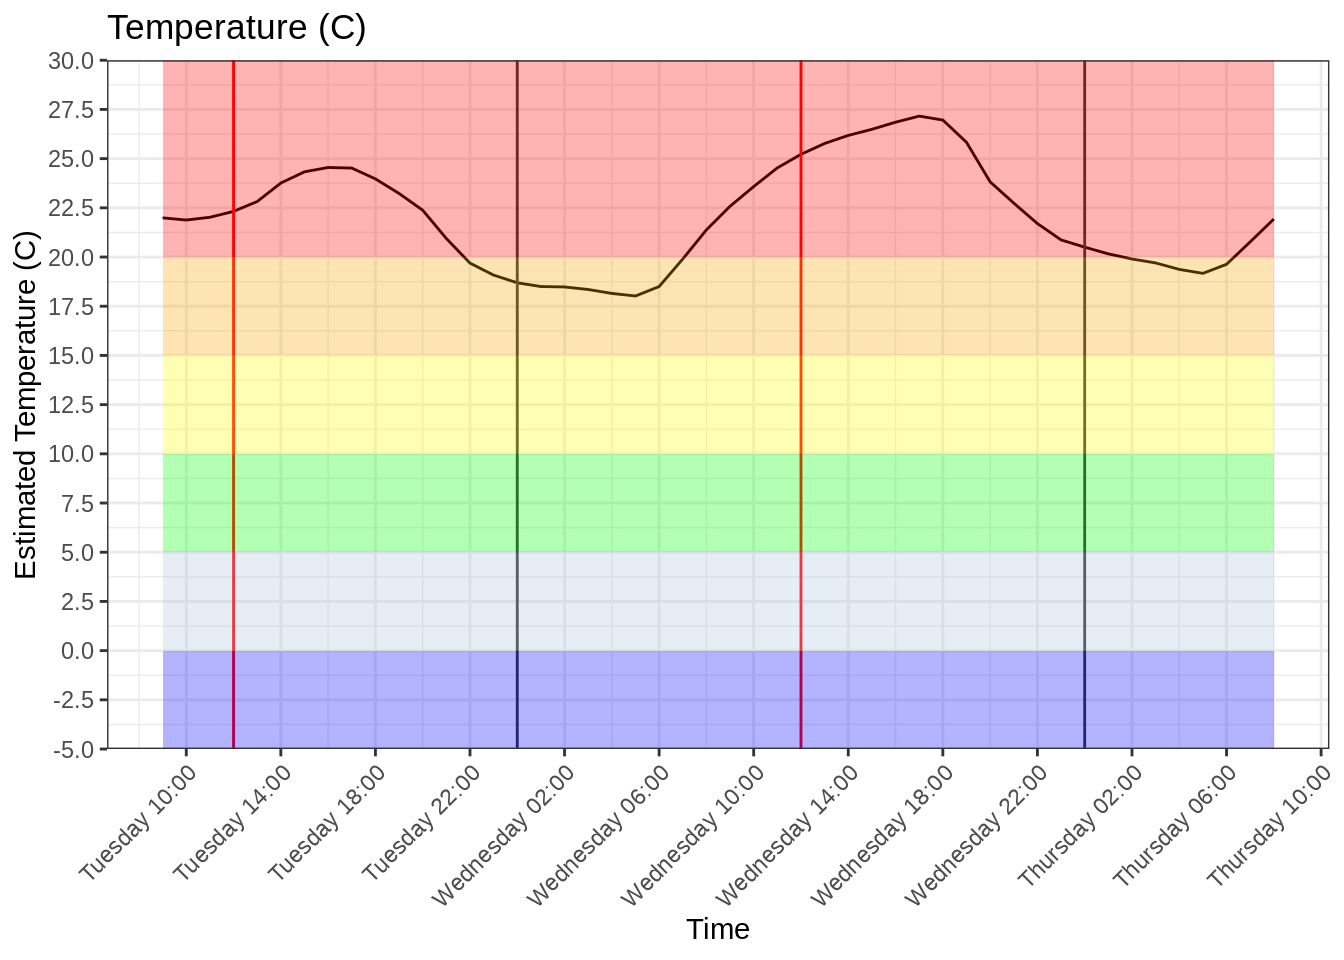 Temperature (C)
Estimated Temperature (C)
30.0
27.5
25.0
22.5
20.0
17.5
15.0
12.5
10.0
7.5
5.0
2.5
0.0
-2.5
-5.0
Tuesday 10:00
Tuesday 14:00
Tuesday 18:00
Tuesday 22:00
Wednesday 02:00
Wednesday 06:00
Wednesday 10:00
Wednesday 14:00
Wednesday 18:00
Wednesday 22:00
Thursday 02:00
Thursday 06:00
Thursday 10:00
Time